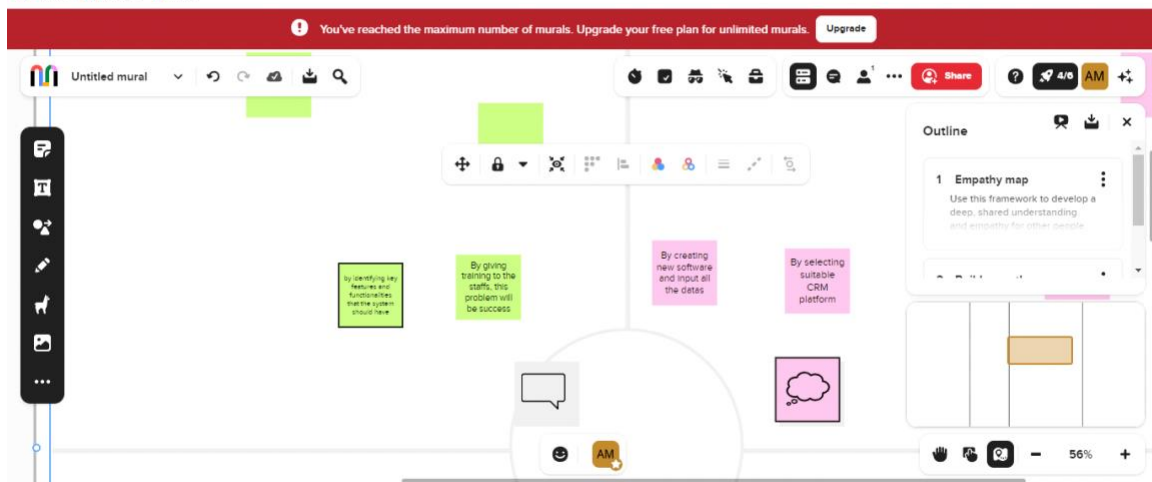 You've reached the maximum number of murals. Upgrade your free plan for unlimited murals.
Upgrade
Untitled mural
1
Share
4/6
AM
Outline
1 Empathy map
Use this framework to develop a
deep, shared understanding
and empathy for other people
T
by identifying key
features and
functionalities
that the system
should have
By giving
training to the
staffs, this
problem will
be success
By creating
new software
and input all
the datas
By selecting
suitable
CRM
platform
AM
56%